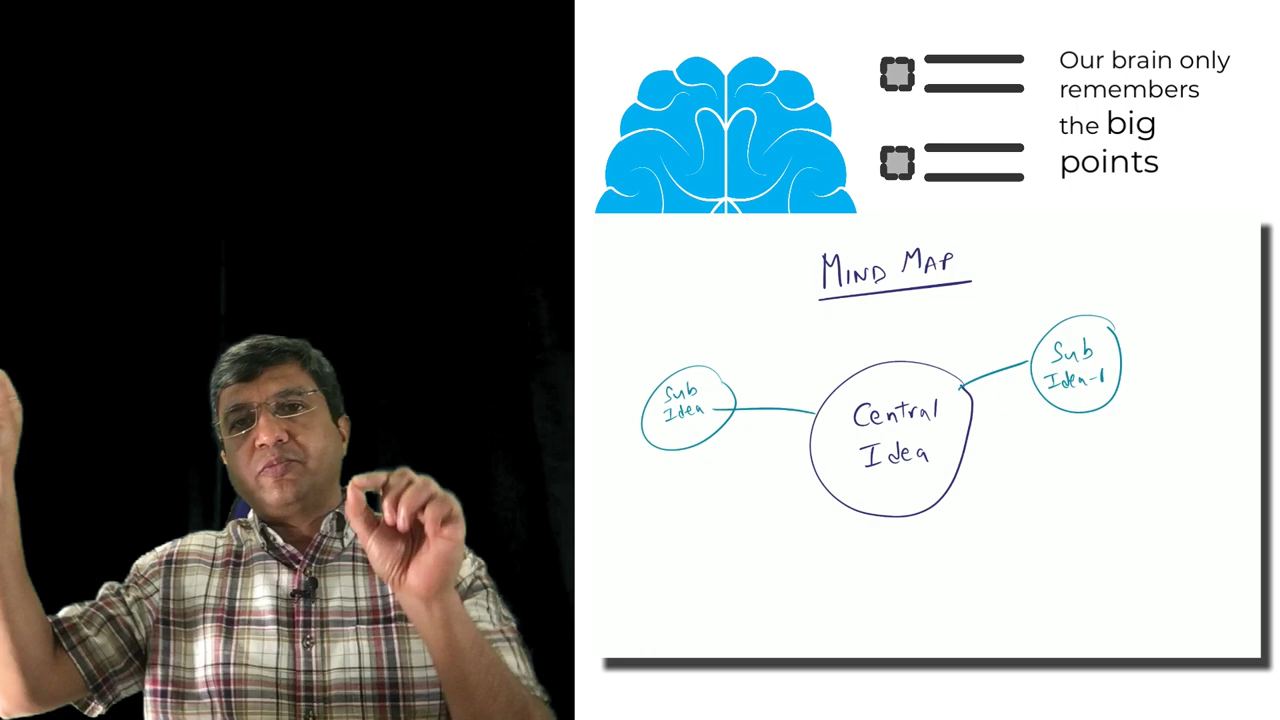 Our brain only
remembers
the big
points
MIND MAP
Sub
Idea
Central
Idea
Sub
Idea-1